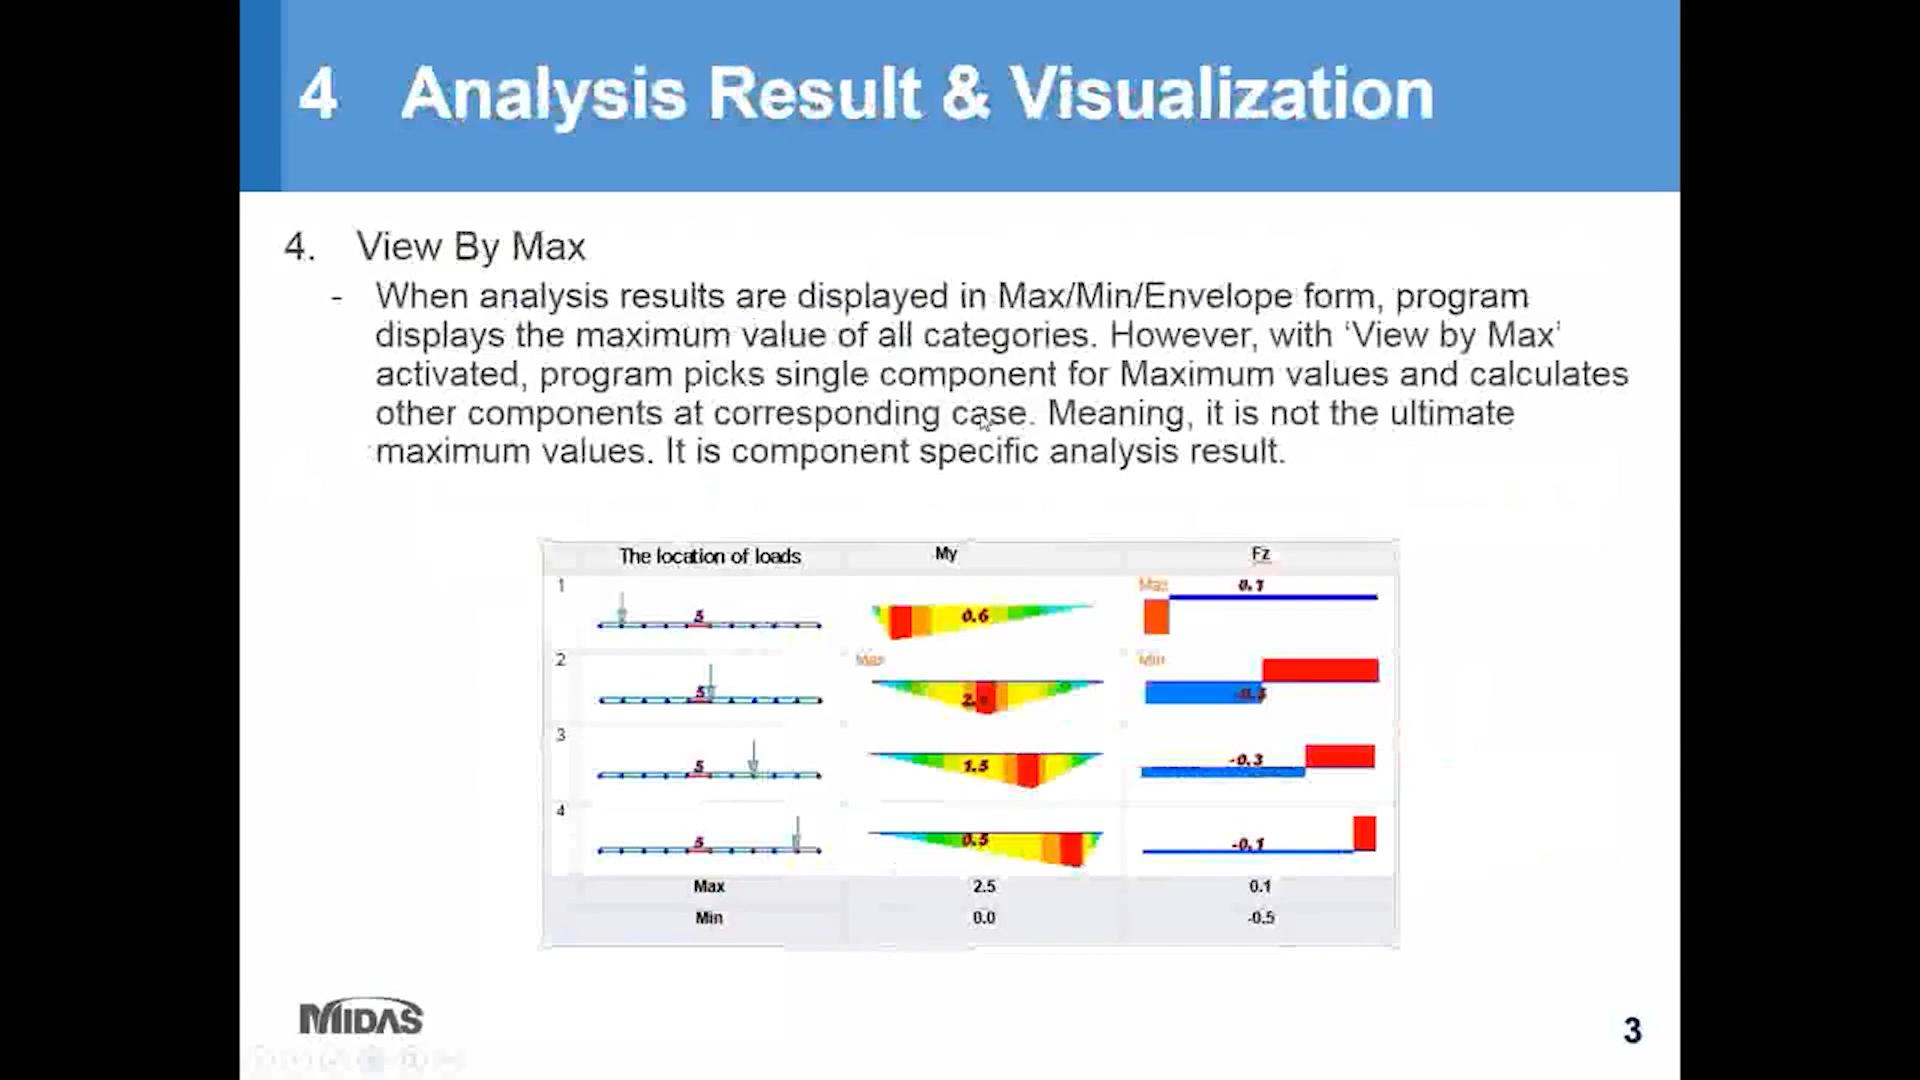 4 Analysis Result & Visualization
4. View By Max
- When analysis results are displayed in Max/Min/Envelope form, program
displays the maximum value of all categories. However, with ‘View by Max’
activated, program picks single component for Maximum values and calculates
other components at corresponding case. Meaning, it is not the ultimate
maximum values. It is component specific analysis result.
The location of loads My Fz
1 5 0.6 Max 0.1
2 5 Max Min -0.5
3 5 1.5 -0.3
4 5 0.5 -0.1
Max 2.5 0.1
Min 0.0 -0.5
MIDAS
3